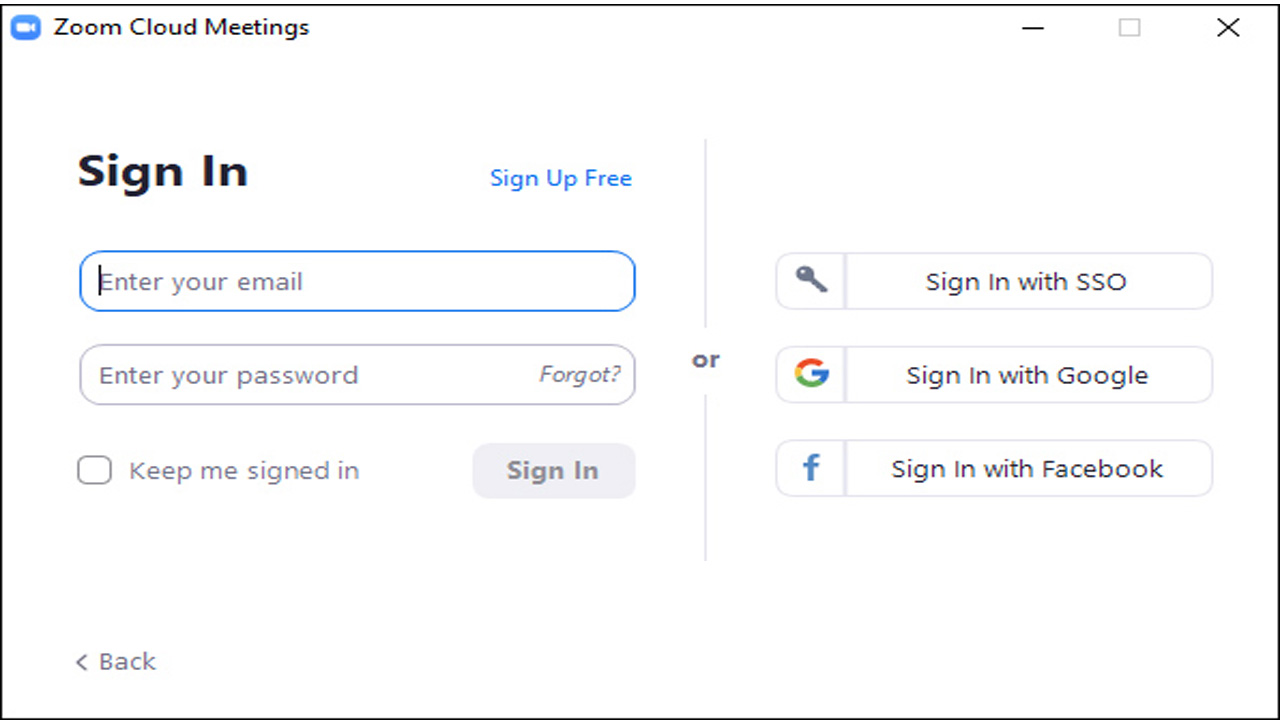 Zoom Cloud Meetings
Sign In
Sign Up Free
Enter your email
Enter your password
Forgot?
Keep me signed in
Sign In
or
Sign In with SSO
Sign In with Google
Sign In with Facebook
Back